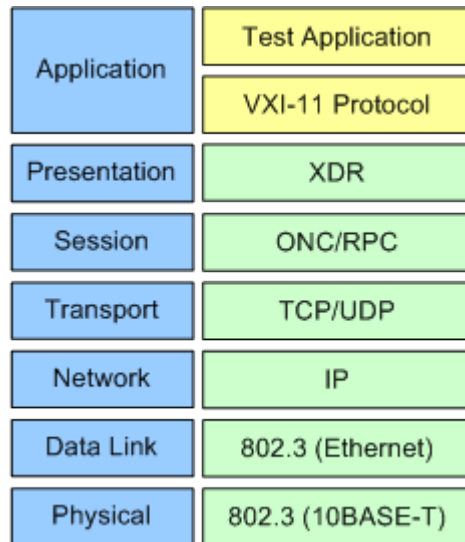 Application
Test Application
VXI-11 Protocol
Presentation
XDR
Session
ONC/RPC
Transport
TCP/UDP
Network
IP
Data Link
802.3 (Ethernet)
Physical
802.3 (10BASE-T)